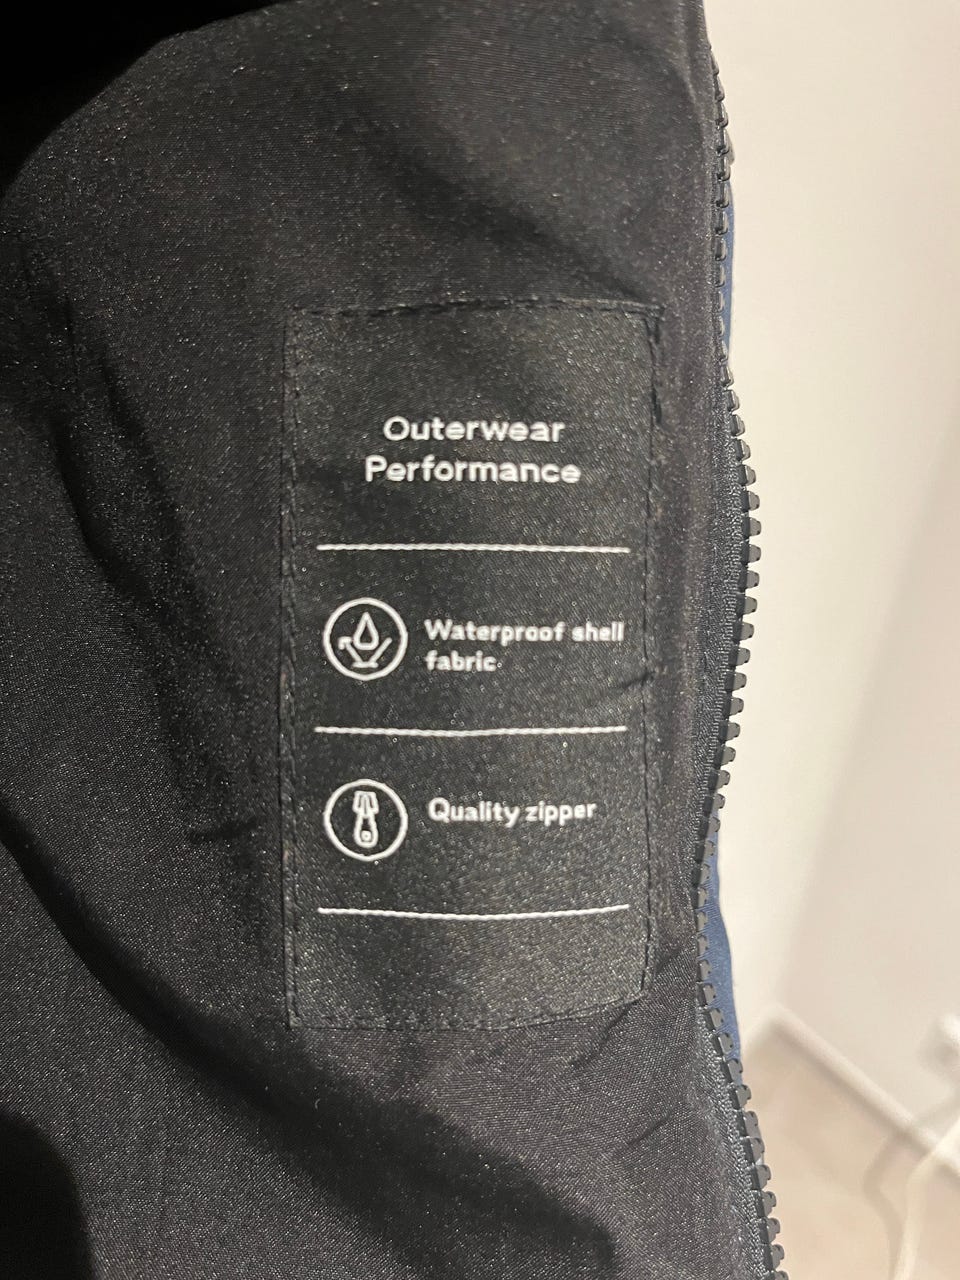 Outerwear
Performance
Waterproof shell
fabric
Quality zipper